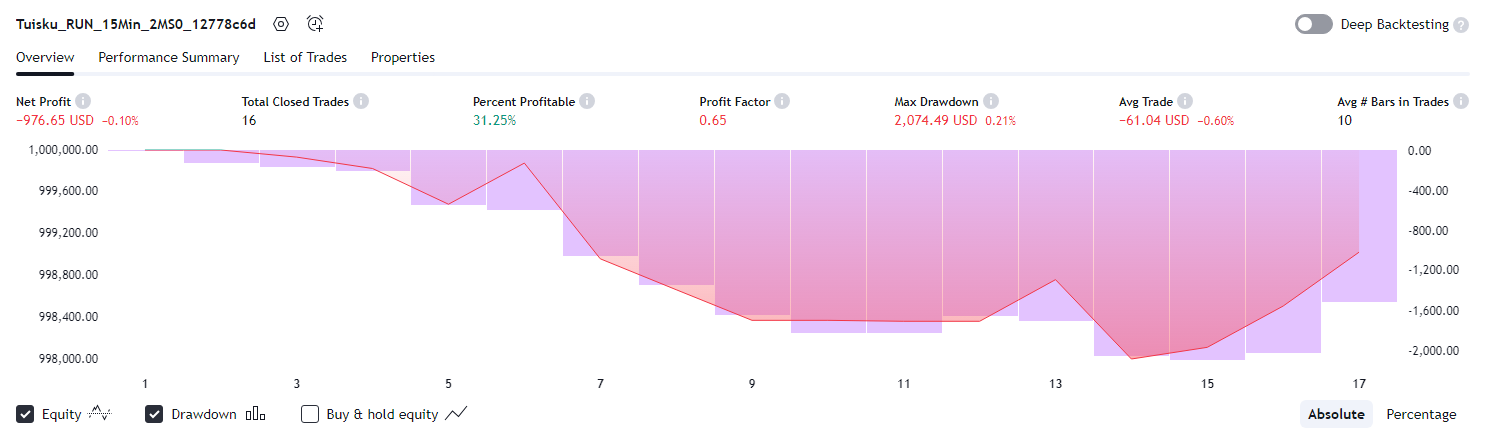 Tuisku_RUN_15Min_2MS0_12778c6d
Deep Backtesting ?
Overview Performance Summary List of Trades Properties
Net Profit Total Closed Trades Percent Profitable Profit Factor Max Drawdown Avg Trade Avg # Bars in Trades
−976.65 USD −0.10% 16 31.25% 0.65 2,074.49 USD 0.21% −61.04 USD −0.60% 10
1,000,000.00 0.00
999,600.00 -400.00
999,200.00 -800.00
998,800.00 -1,200.00
998,400.00 -1,600.00
998,000.00 -2,000.00
1 3 5 7 9 11 13 15 17
Equity Drawdown Buy & hold equity Absolute Percentage